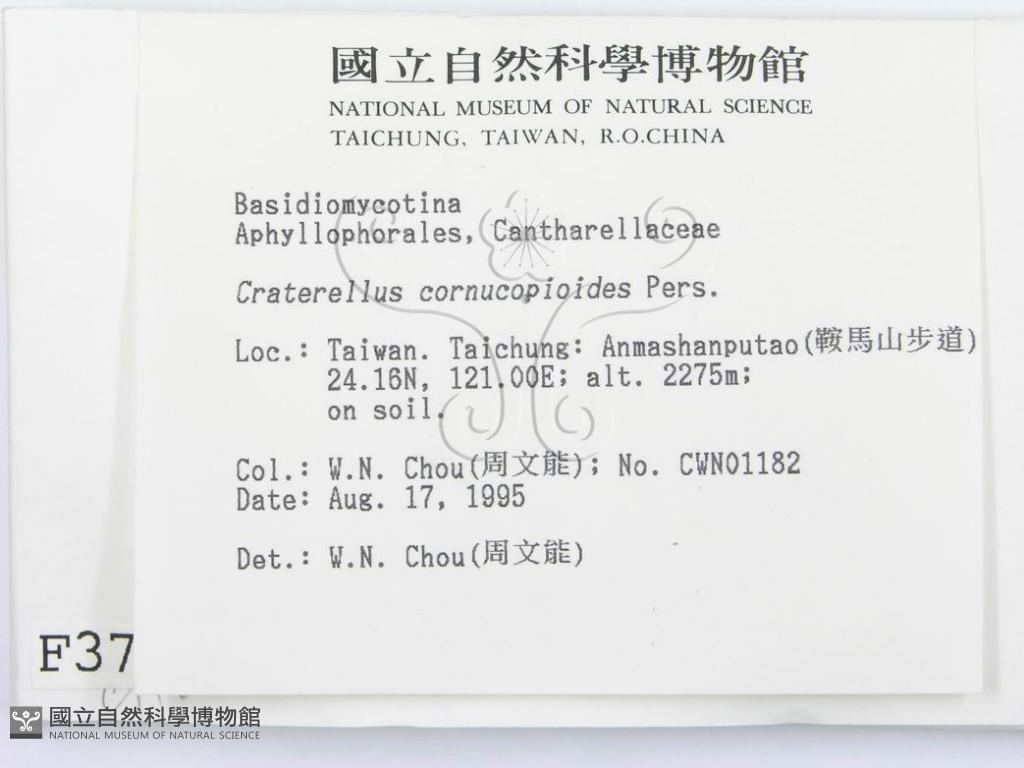 國立自然科學博物館
NATIONAL MUSEUM OF NATURAL SCIENCE
TAICHUNG, TAIWAN, R.O.CHINA
Basidiomycotina
Aphyllophorales, Cantharellaceae
Craterellus cornucopioides Pers.
Loc.: Taiwan. Taichung: Anmashanputao(鞍馬山步道)
24.16N, 121.00E; alt. 2275m;
on soil.
Col.: W.N. Chou(周文能); No. CWN01182
Date: Aug. 17, 1995
Det.: W.N. Chou(周文能)
F37
國立自然科學博物館
NATIONAL MUSEUM OF NATURAL SCIENCE